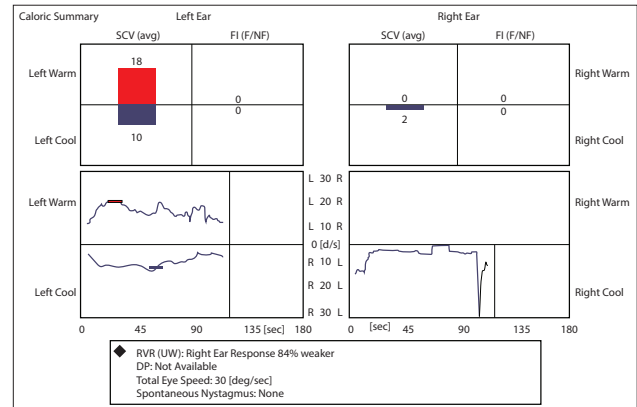 Caloric Summary Left Ear Right Ear
SCV (avg) FI (F/NF) SCV (avg) FI (F/NF)
18
Left Warm Right Warm
0 0 0
0 0
Left Cool 10 2 Right Cool
L 30 R
Left Warm L 20 R Right Warm
L 10 R
0 [d/s]
R 10 L
Left Cool R 20 L Right Cool
R 30 L
0 45 90 135 [sec] 180 0 [sec] 45 90 135 180
RVR (UW): Right Ear Response 84% weaker
DP: Not Available
Total Eye Speed: 30 [deg/sec]
Spontaneous Nystagmus: None